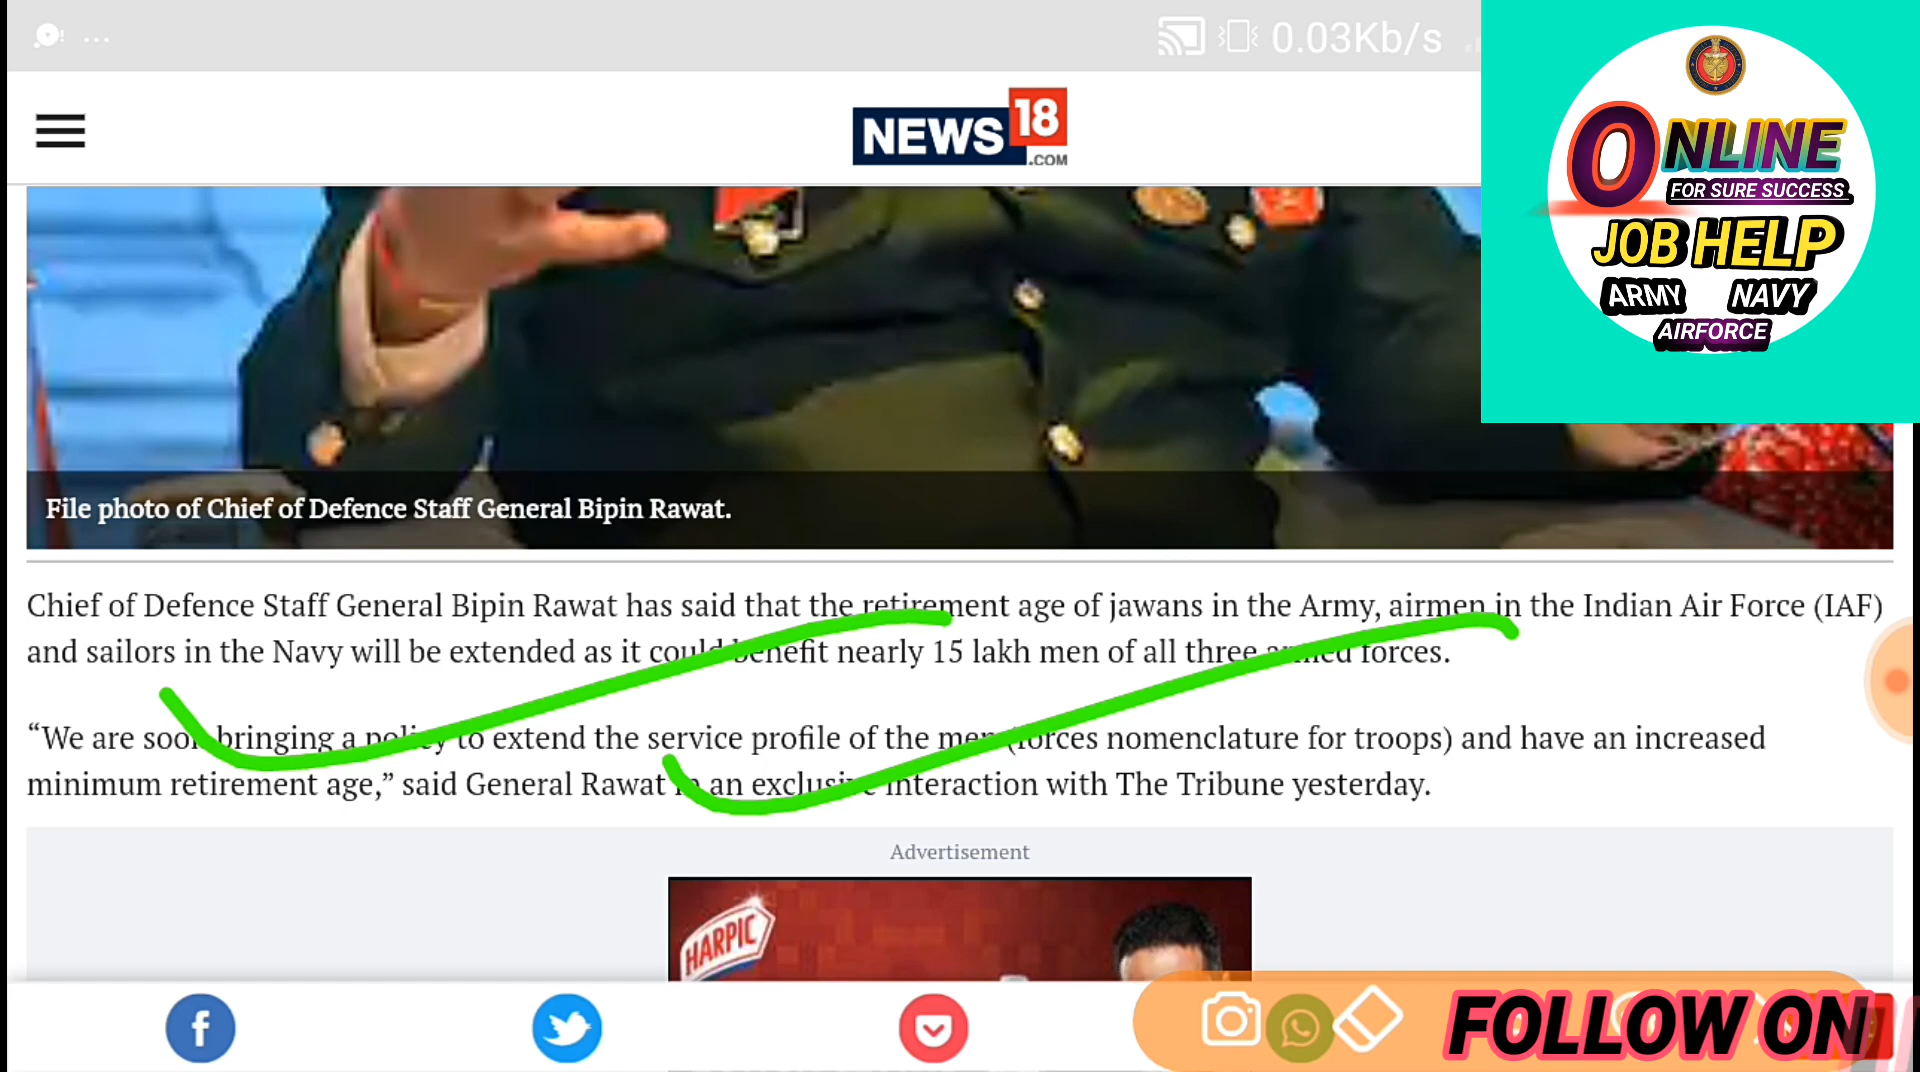 0.03Kb/s
NEWS 18
.COM
ONLINE
FOR SURE SUCCESS
JOB HELP
ARMY NAVY
AIRFORCE
File photo of Chief of Defence Staff General Bipin Rawat.
Chief of Defence Staff General Bipin Rawat has said that the retirement age of jawans in the Army, airmen in the Indian Air Force (IAF)
and sailors in the Navy will be extended as it could benefit nearly 15 lakh men of all three armed forces.
“We are soon bringing a policy to extend the service profile of the men (forces nomenclature for troops) and have an increased
minimum retirement age,” said General Rawat in an exclusive interaction with The Tribune yesterday.
Advertisement
HARPIC
FOLLOW ON